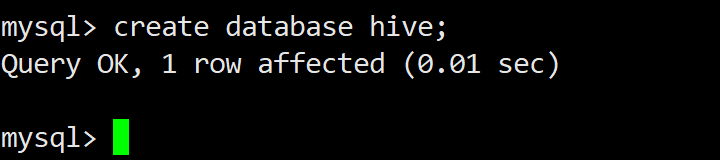 mysql> create database hive;
Query OK, 1 row affected (0.01 sec)
mysql>